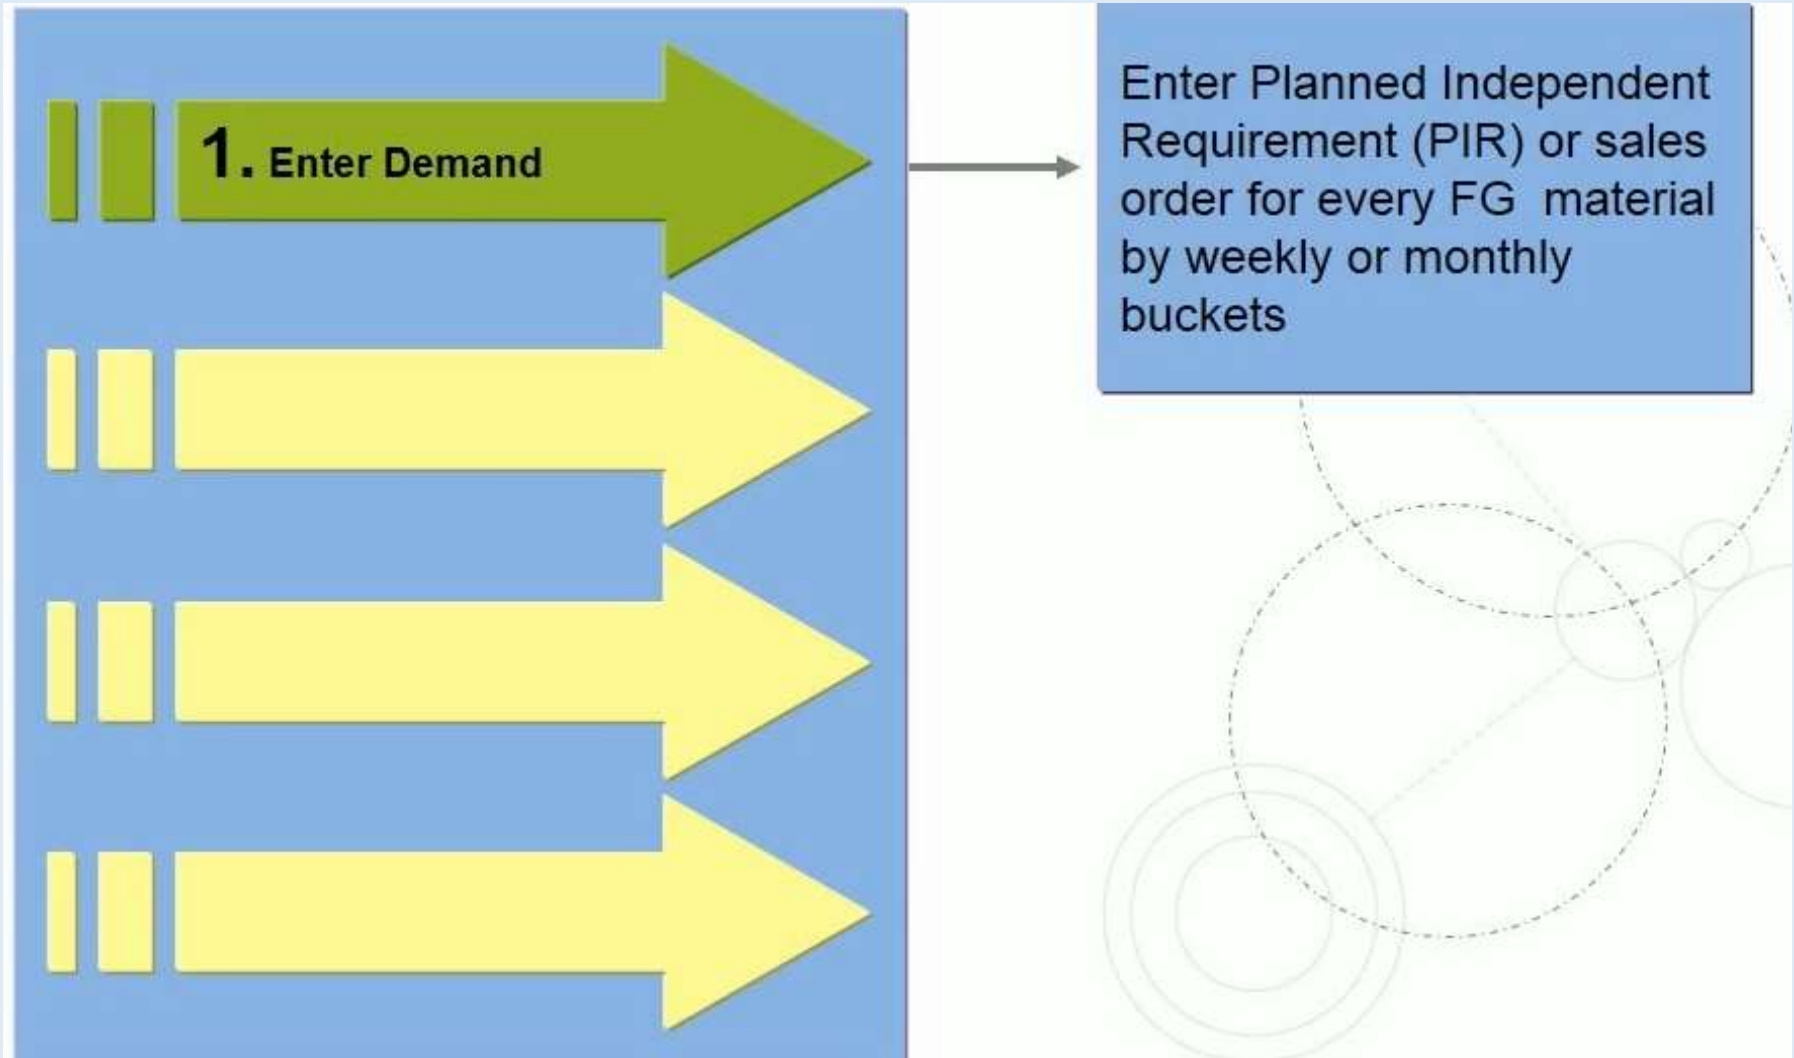 1. Enter Demand
Enter Planned Independent
Requirement (PIR) or sales
order for every FG  material
by weekly or monthly
buckets